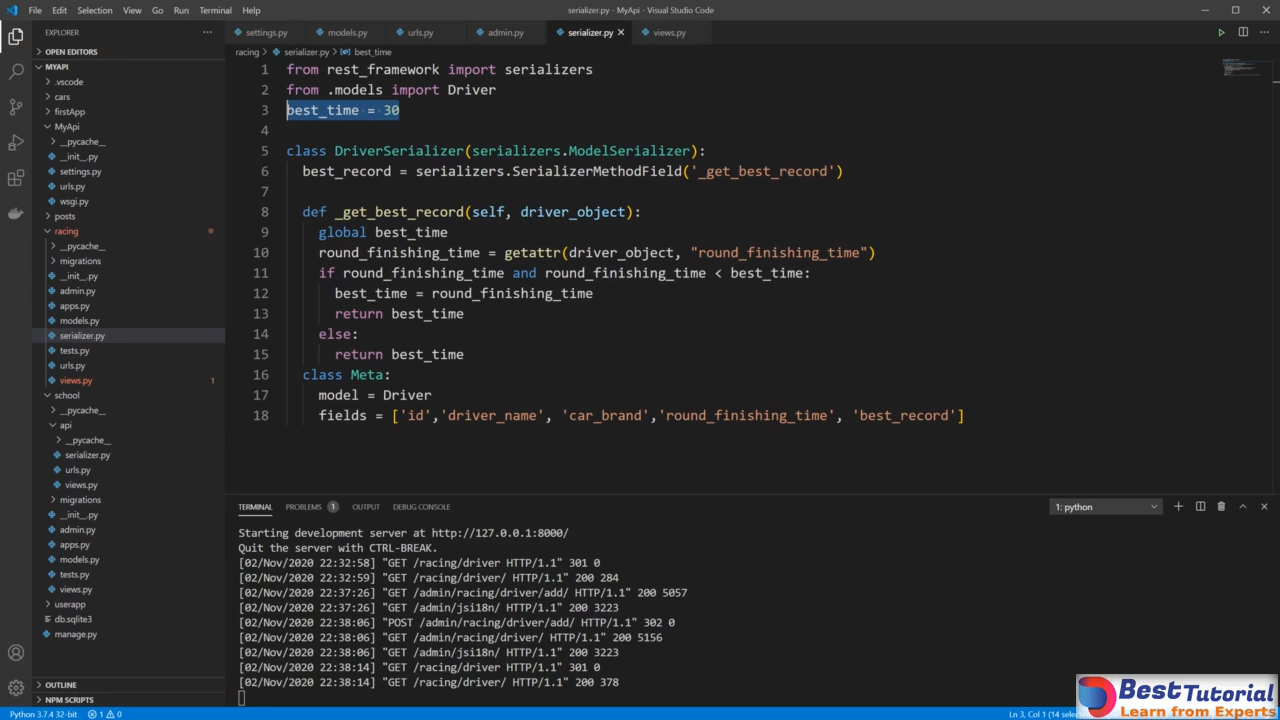 File Edit Selection View Go Run Terminal Help
serializer.py - MyApi - Visual Studio Code
EXPLORER
OPEN EDITORS
MYAPI
.vscode
cars
firstApp
MyApi
__pycache__
__init__.py
settings.py
urls.py
wsgi.py
posts
racing
__pycache__
migrations
__init__.py
admin.py
apps.py
models.py
serializer.py
tests.py
urls.py
views.py 1
school
__pycache__
api
__pycache__
serializer.py
urls.py
views.py
migrations
__init__.py
admin.py
apps.py
models.py
tests.py
views.py
userapp
db.sqlite3
manage.py
OUTLINE
NPM SCRIPTS
settings.py models.py urls.py admin.py serializer.py views.py
racing > serializer.py > best_time
1 from rest_framework import serializers
2 from .models import Driver
3 best_time = 30
4
5 class DriverSerializer(serializers.ModelSerializer):
6 best_record = serializers.SerializerMethodField('_get_best_record')
7
8 def _get_best_record(self, driver_object):
9 global best_time
10 round_finishing_time = getattr(driver_object, "round_finishing_time")
11 if round_finishing_time and round_finishing_time < best_time:
12 best_time = round_finishing_time
13 return best_time
14 else:
15 return best_time
16 class Meta:
17 model = Driver
18 fields = ['id','driver_name', 'car_brand','round_finishing_time', 'best_record']
TERMINAL PROBLEMS 1 OUTPUT DEBUG CONSOLE
1: python
Starting development server at http://127.0.0.1:8000/
Quit the server with CTRL-BREAK.
[02/Nov/2020 22:32:58] "GET /racing/driver HTTP/1.1" 301 0
[02/Nov/2020 22:32:59] "GET /racing/driver/ HTTP/1.1" 200 284
[02/Nov/2020 22:37:26] "GET /admin/racing/driver/add/ HTTP/1.1" 200 5057
[02/Nov/2020 22:37:26] "GET /admin/jsi18n/ HTTP/1.1" 200 3223
[02/Nov/2020 22:38:06] "POST /admin/racing/driver/add/ HTTP/1.1" 302 0
[02/Nov/2020 22:38:06] "GET /admin/racing/driver/ HTTP/1.1" 200 5156
[02/Nov/2020 22:38:06] "GET /admin/jsi18n/ HTTP/1.1" 200 3223
[02/Nov/2020 22:38:14] "GET /racing/driver HTTP/1.1" 301 0
[02/Nov/2020 22:38:14] "GET /racing/driver/ HTTP/1.1" 200 378
Python 3.7.4 32-bit 1 0
Ln 3, Col 1 (14
BestTutorial
Learn from Experts